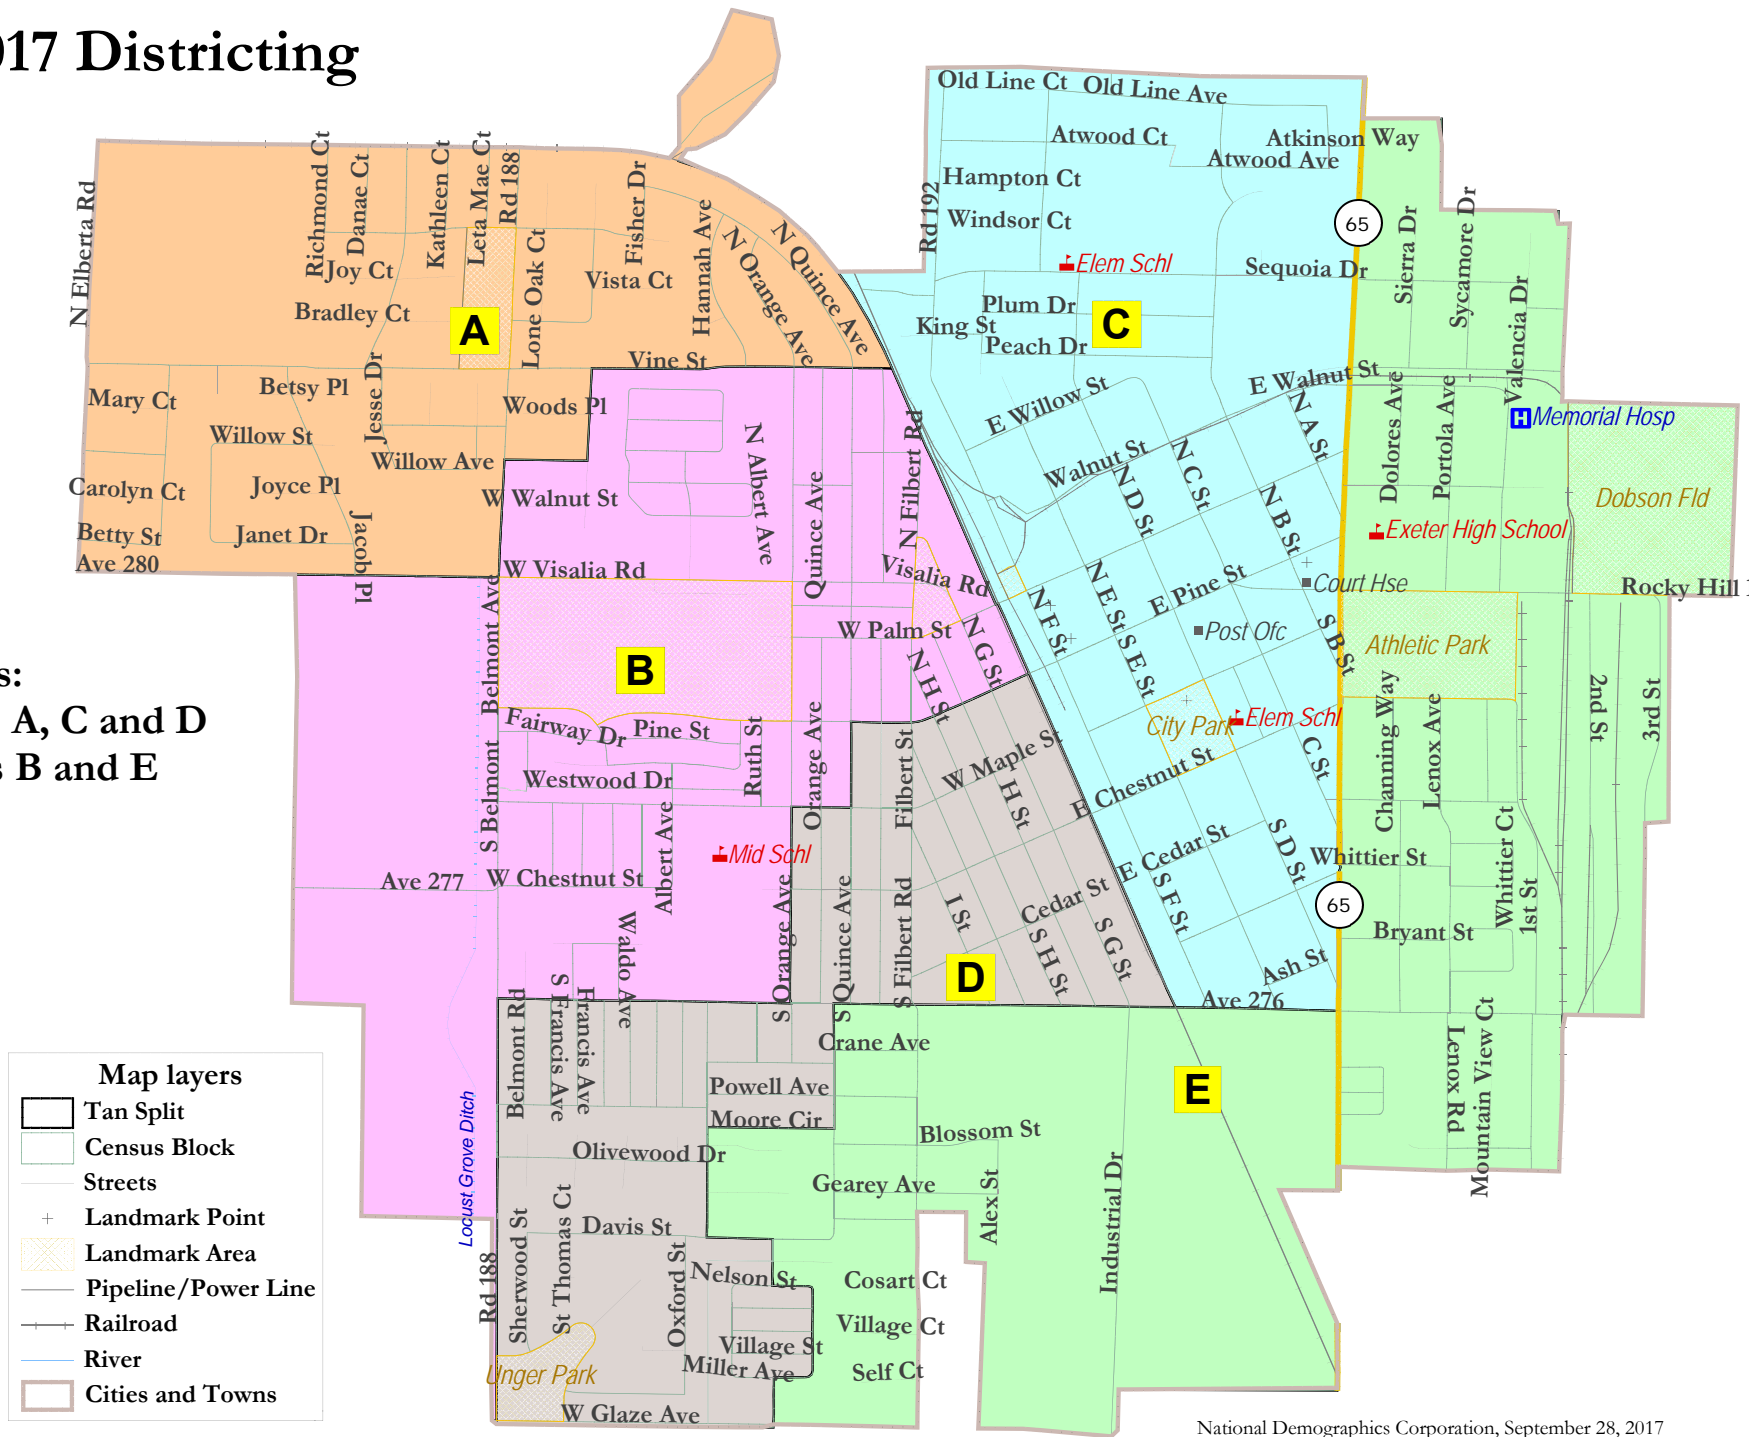 017 Districting
s:
A, C and D
s B and E
Old Line Ct
Old Line Ave
Atwood Ct
Atkinson Way
Atwood Ave
Hampton Ct
Windsor Ct
Rd 192
65
Elem Schl
Sequoia Dr
Sierra Dr
Sycamore Dr
Valencia Dr
Plum Dr
King St
C
Peach Dr
N Elberta Rd
Richmond Ct
Danae Ct
Kathleen Ct
Leta Mae Ct
Rd 188
Fisher Dr
Hannah Ave
N Orange Ave
N Quince Ave
Joy Ct
Lone Oak Ct
Vista Ct
Bradley Ct
A
Vine St
Mary Ct
Betsy Pl
Jesse Dr
Woods Pl
Willow St
Willow Ave
Carolyn Ct
Joyce Pl
W Walnut St
Betty St
Janet Dr
Jacob Pl
Ave 280
N Albert Ave
Quince Ave
N Filbert Rd
E Willow St
E Walnut St
Walnut St
N A St
N C St
N D St
N B St
Dolores Ave
Portola Ave
Memorial Hosp
Dobson Fld
Exeter High School
Court Hse
Rocky Hill
W Visalia Rd
Visalia Rd
Belmont Ave
W Palm St
N G St
N H St
N F St
N E St
S E St
E Pine St
Post Ofc
S B St
Athletic Park
B
City Park
Elem Schl
Channing Way
Lenox Ave
2nd St
3rd St
Fairway Dr
Pine St
Ruth St
Orange Ave
Filbert St
W Maple St
Westwood Dr
H St
E Chestnut St
C St
S Belmont
Albert Ave
Mid Schl
E Cedar St
S D St
Whittier St
Whittier Ct
1st St
Ave 277
W Chestnut St
Cedar St
S F St
65
Bryant St
Waldo Ave
S Orange Ave
S Quince Ave
S Filbert Rd
I St
S H St
S G St
D
Ash St
Ave 276
Belmont Rd
S Francis Ave
Francis Ave
Crane Ave
Powell Ave
Moore Cir
E
Lenox Rd
Mountain View Ct
Blossom St
Olivewood Dr
Gearey Ave
Alex St
Industrial Dr
Locust Grove Ditch
Rd 188
Sherwood St
St Thomas Ct
Davis St
Oxford St
Nelson St
Cosart Ct
Village Ct
Village St
Miller Ave
Self Ct
Unger Park
W Glaze Ave
Map layers
Tan Split
Census Block
Streets
Landmark Point
Landmark Area
Pipeline/Power Line
Railroad
River
Cities and Towns
National Demographics Corporation, September 28, 2017